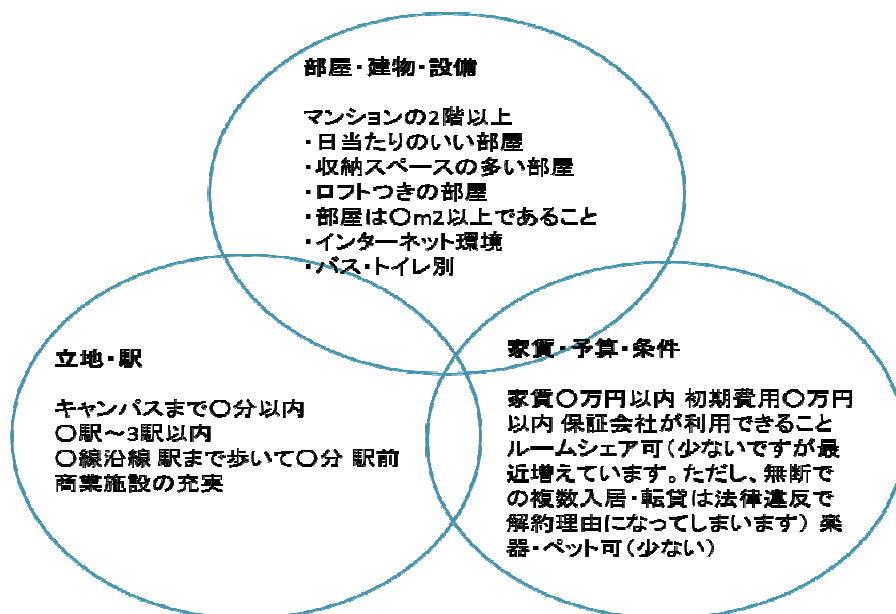 部屋・建物・設備
マンションの2階以上
・日当たりのいい部屋
・収納スペースの多い部屋
・ロフトつきの部屋
・部屋は〇m2以上であること
・インターネット環境
・バス・トイレ別
立地・駅
キャンパスまで〇分以内
〇駅～3駅以内
〇線沿線 駅まで歩いて〇分 駅前
商業施設の充実
家賃・予算・条件
家賃〇万円以内 初期費用〇万円
以内 保証会社が利用できること
ルームシェア可(少ないですが最
近増えています。ただし、無断で
の複数入居・転貸は法律違反で
解約理由になってしまいます) 楽
器・ペット可(少ない)